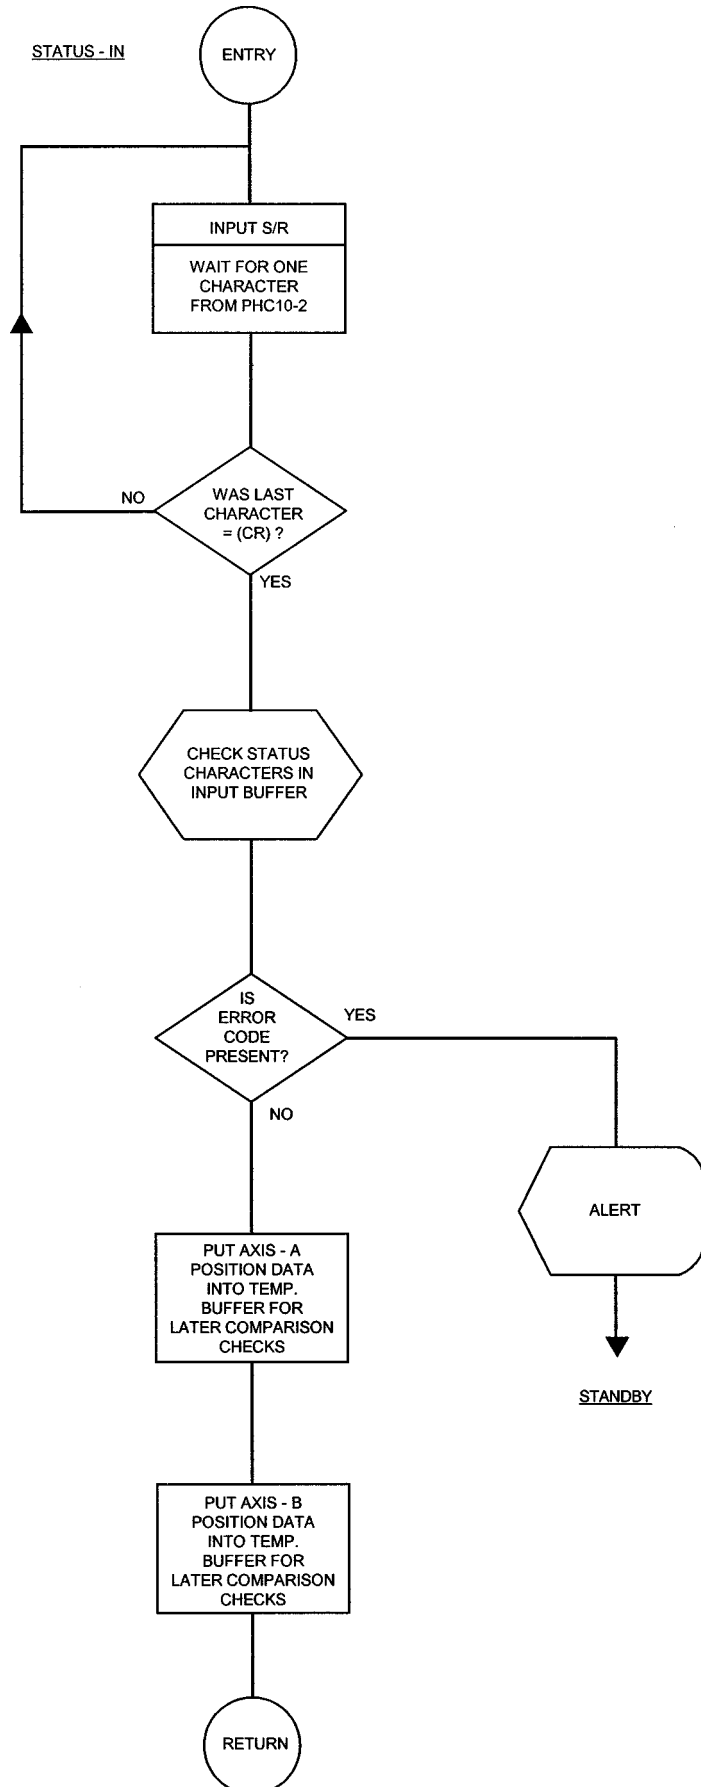 STATUS - IN
ENTRY
INPUT S/R
WAIT FOR ONE
CHARACTER
FROM PHC10-2
NO
WAS LAST
CHARACTER
= (CR) ?
YES
CHECK STATUS
CHARACTERS IN
INPUT BUFFER
IS
ERROR
CODE
PRESENT?
YES
NO
ALERT
PUT AXIS - A
POSITION DATA
INTO TEMP.
BUFFER FOR
LATER COMPARISON
CHECKS
STANDBY
PUT AXIS - B
POSITION DATA
INTO TEMP.
BUFFER FOR
LATER COMPARISON
CHECKS
RETURN